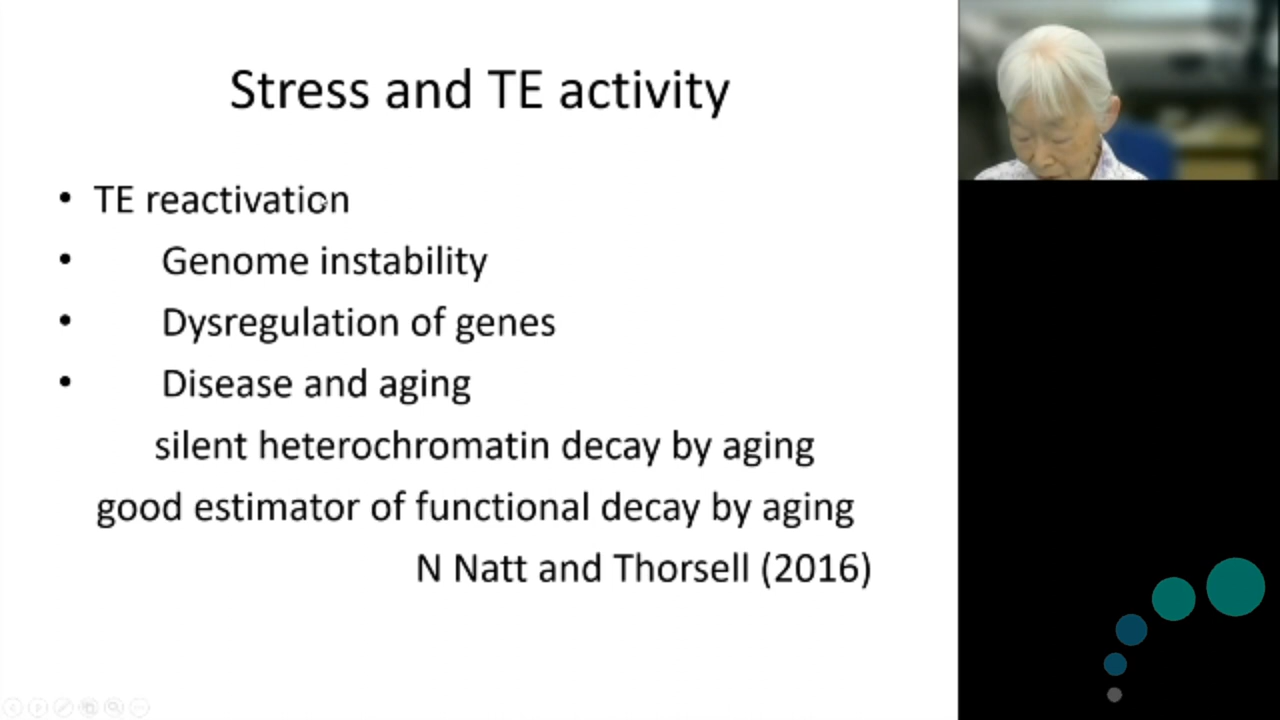 Stress and TE activity
• TE reactivation
• Genome instability
• Dysregulation of genes
• Disease and aging
silent heterochromatin decay by aging
good estimator of functional decay by aging
N Natt and Thorsell (2016)